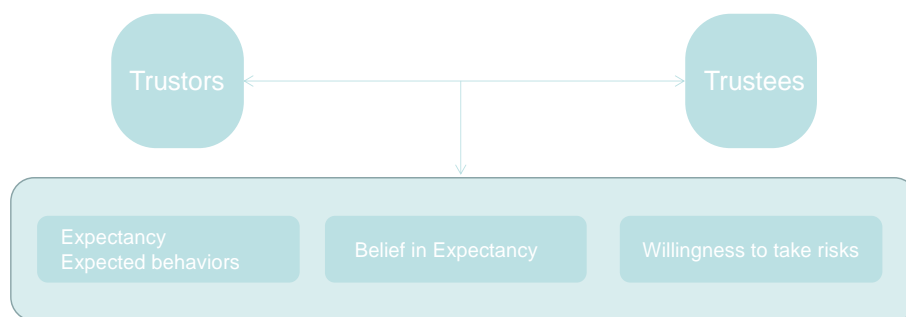 Trustors
Trustees
Expectancy
Expected behaviors
Belief in Expectancy
Willingness to take risks